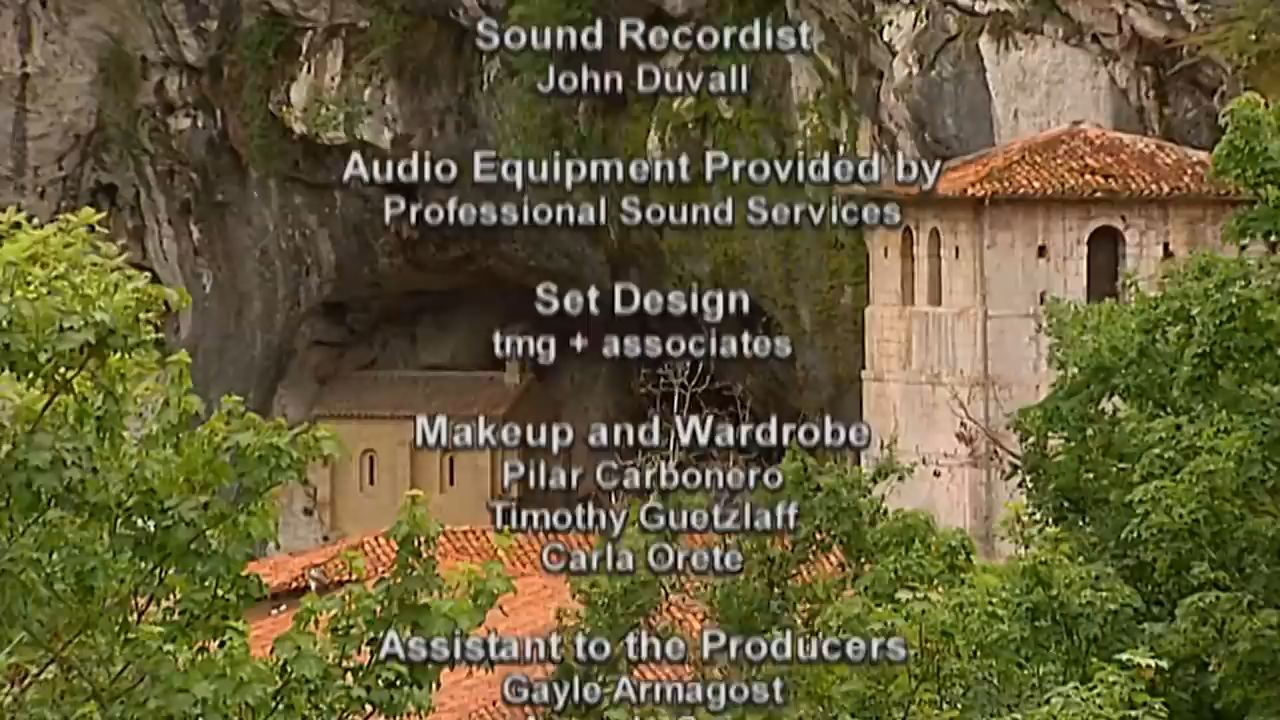 Sound Recordist
John Duvall
Audio Equipment Provided by
Professional Sound Services
Set Design
tmg + associates
Makeup and Wardrobe
Pilar Carbonero
Timothy Guetzlaff
Carla Orete
Assistant to the Producers
Gayle Armagost